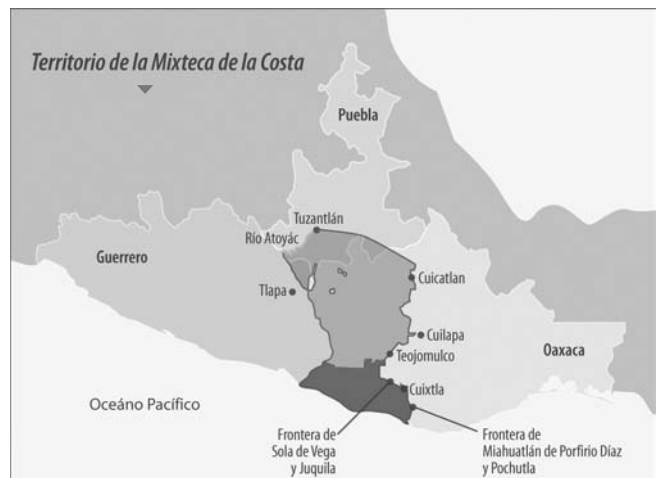 Territorio de la Mixteca de la Costa
Puebla
Tuzantlán
Río Atoyác
Guerrero
Cuicatlan
Tlapa
Cuilapa
Teojomulco
Oaxaca
Cuixtla
Oceáno Pacífico
Frontera de
Sola de Vega
y Juquila
Frontera de
Miahuatlán de Porfirio Díaz
y Pochutla